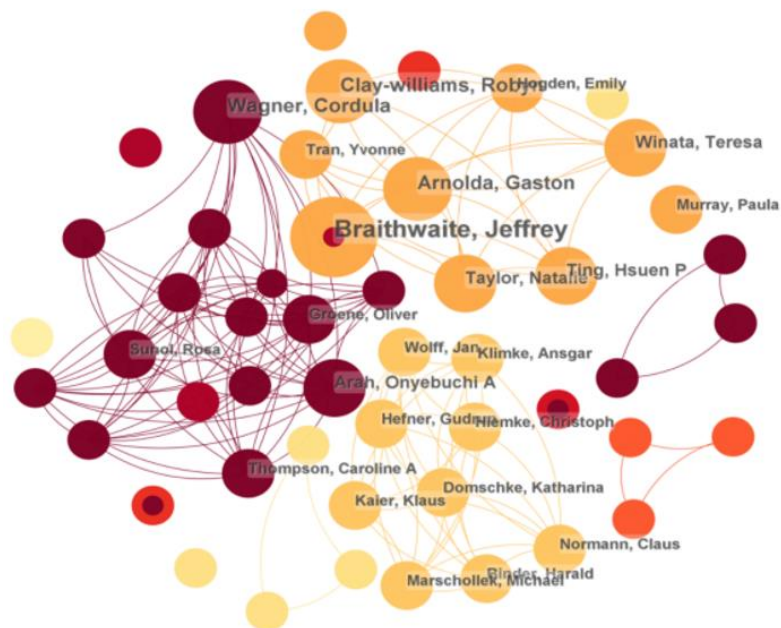 Clay-williams, Robyn
Hogden, Emily
Wagner, Cordula
Winata, Teresa
Tran, Yvonne
Arnolda, Gaston
Murray, Paula
Braithwaite, Jeffrey
Taylor, Natalie
Ting, Hsuen P
Groene, Oliver
Sunol, Rosa
Wolff, Jan
Klimke, Ansgar
Arah, Onyebuchi A
Hefner, Gudrun
Hiemke, Christoph
Thompson, Caroline A
Domschke, Katharina
Kaier, Klaus
Normann, Claus
Binder, Harald
Marschollek, Michael